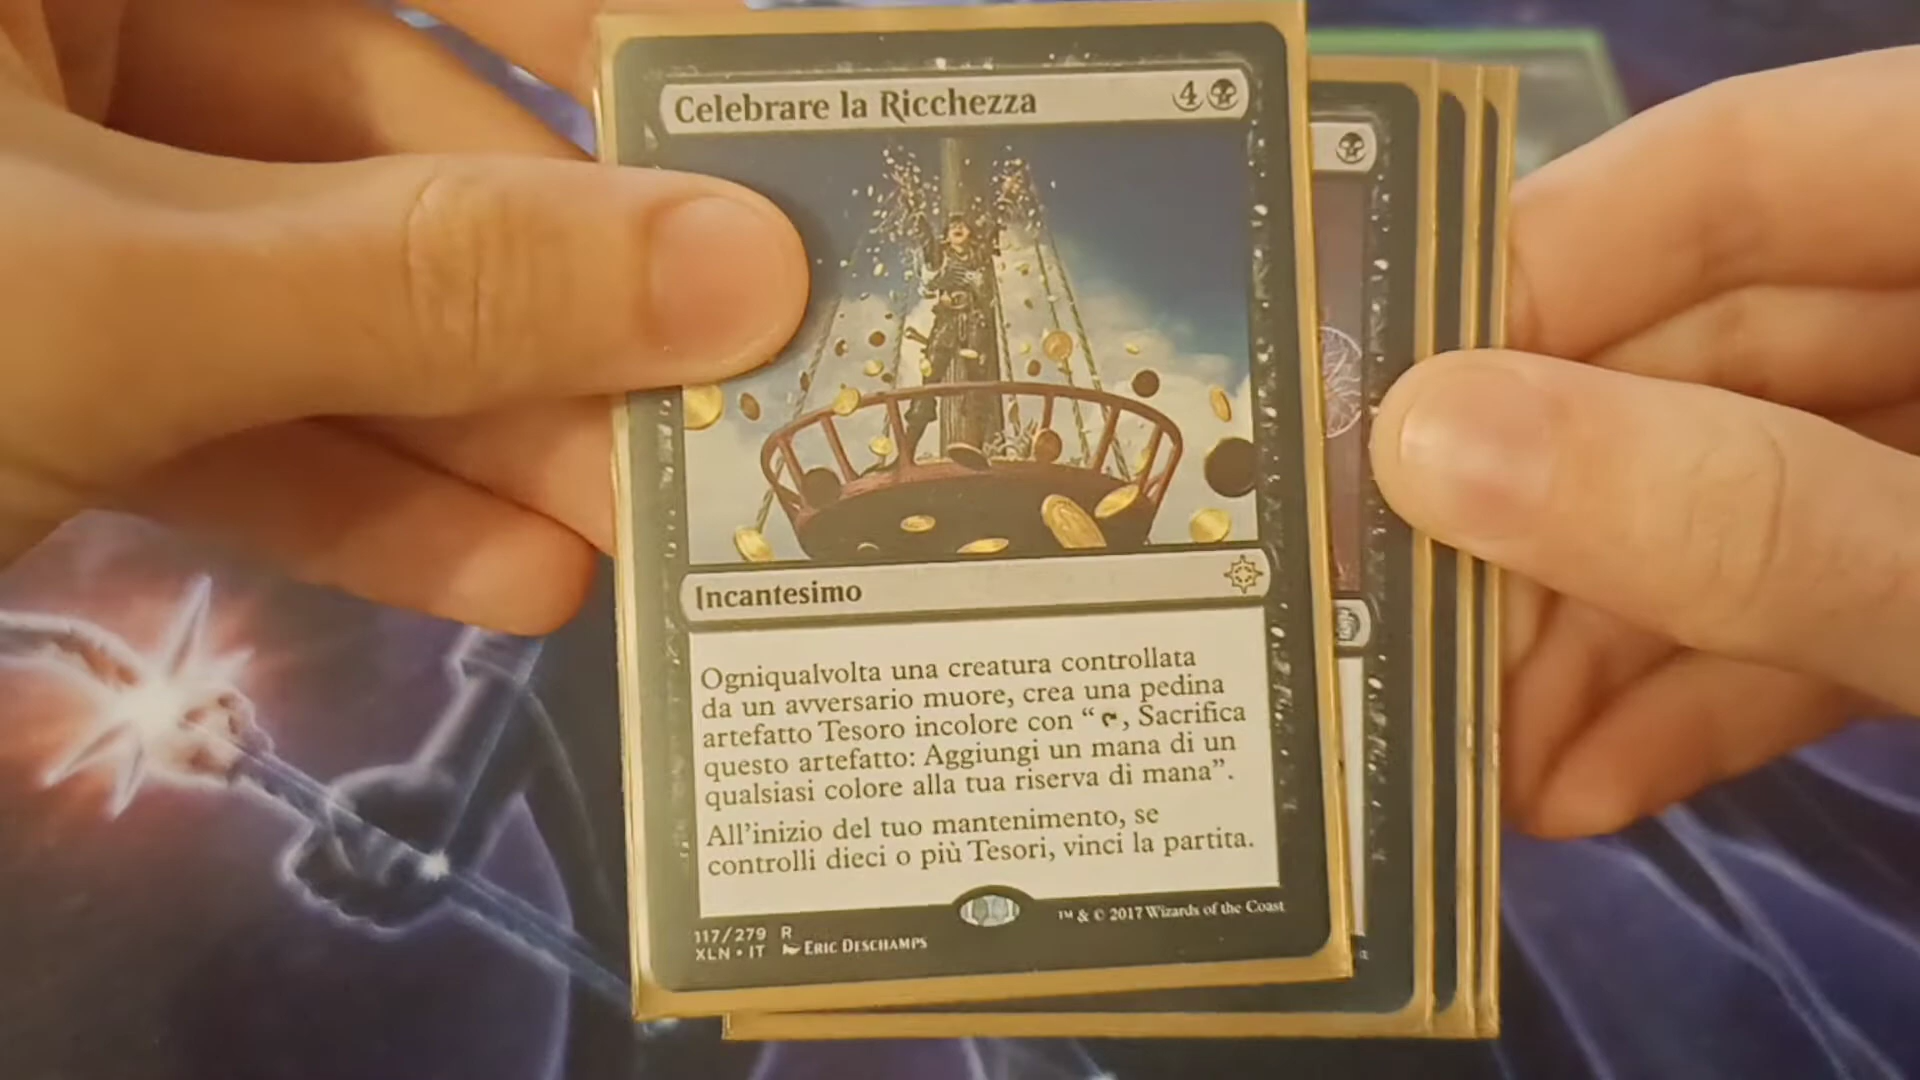 Celebrare la Ricchezza 4
Incantesimo
Ogniqualvolta una creatura controllata
da un avversario muore, crea una pedina
artefatto Tesoro incolore con “ , Sacrifica
questo artefatto: Aggiungi un mana di un
qualsiasi colore alla tua riserva di mana”.
All’inizio del tuo mantenimento, se
controlli dieci o più Tesori, vinci la partita.
117/279 R
XLN • IT ERIC DESCHAMPS
™ & © 2017 Wizards of the Coast